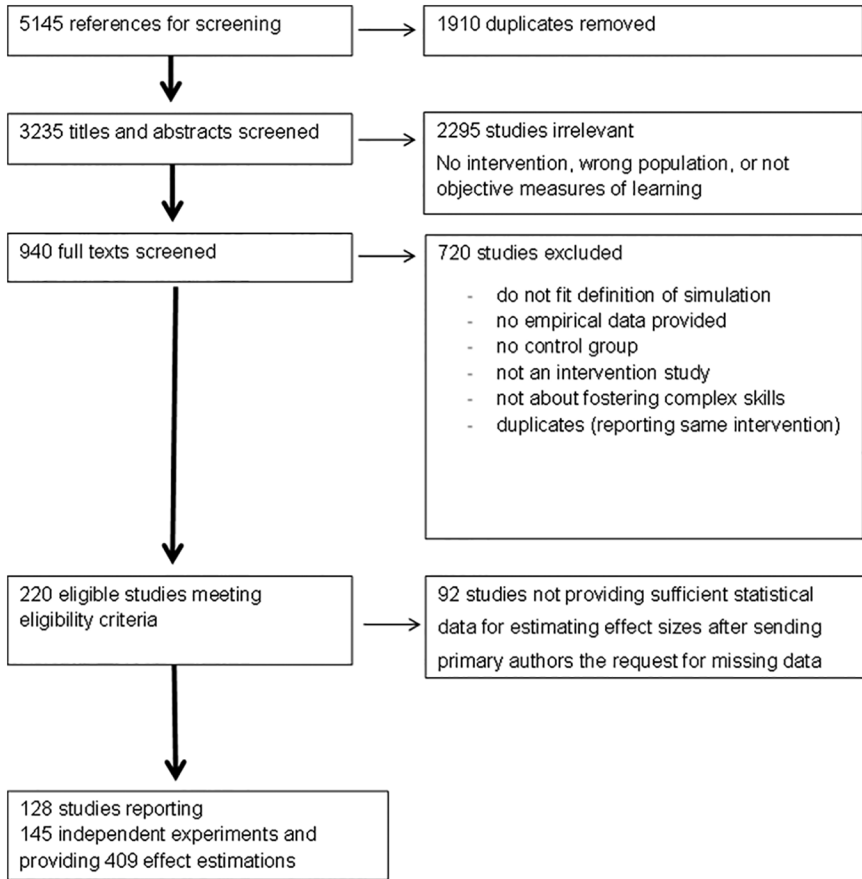 5145 references for screening
1910 duplicates removed
3235 titles and abstracts screened
2295 studies irrelevant
No intervention, wrong population, or not
objective measures of learning
940 full texts screened
720 studies excluded
- do not fit definition of simulation
- no empirical data provided
- no control group
- not an intervention study
- not about fostering complex skills
- duplicates (reporting same intervention)
220 eligible studies meeting
eligibility criteria
92 studies not providing sufficient statistical
data for estimating effect sizes after sending
primary authors the request for missing data
128 studies reporting
145 independent experiments and
providing 409 effect estimations